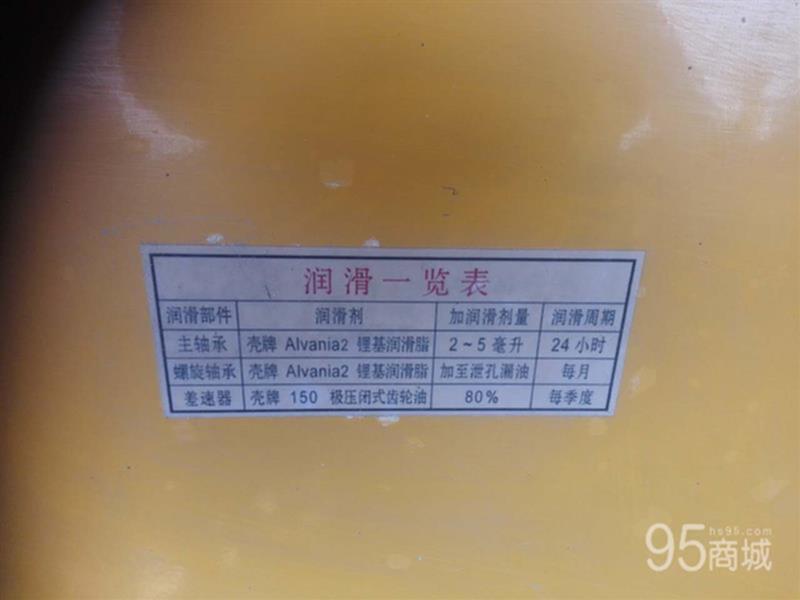 润滑一览表
润滑部件 润滑剂 加润滑剂量 润滑周期
主轴承 壳牌 Alvania2 锂基润滑脂 2~5毫升 24小时
螺旋轴承 壳牌 Alvania2 锂基润滑脂 加至泄孔漏油 每月
差速器 壳牌 150 极压闭式齿轮油 80% 每季度
hs95.com
95商城